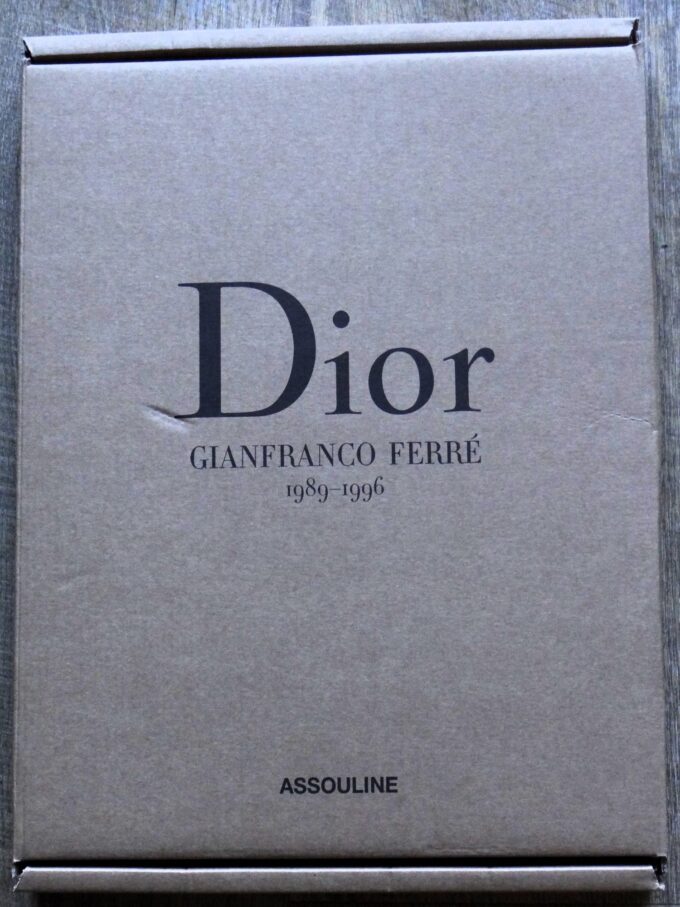 Dior
GIANFRANCO FERRÉ
1989–1996
ASSOULINE